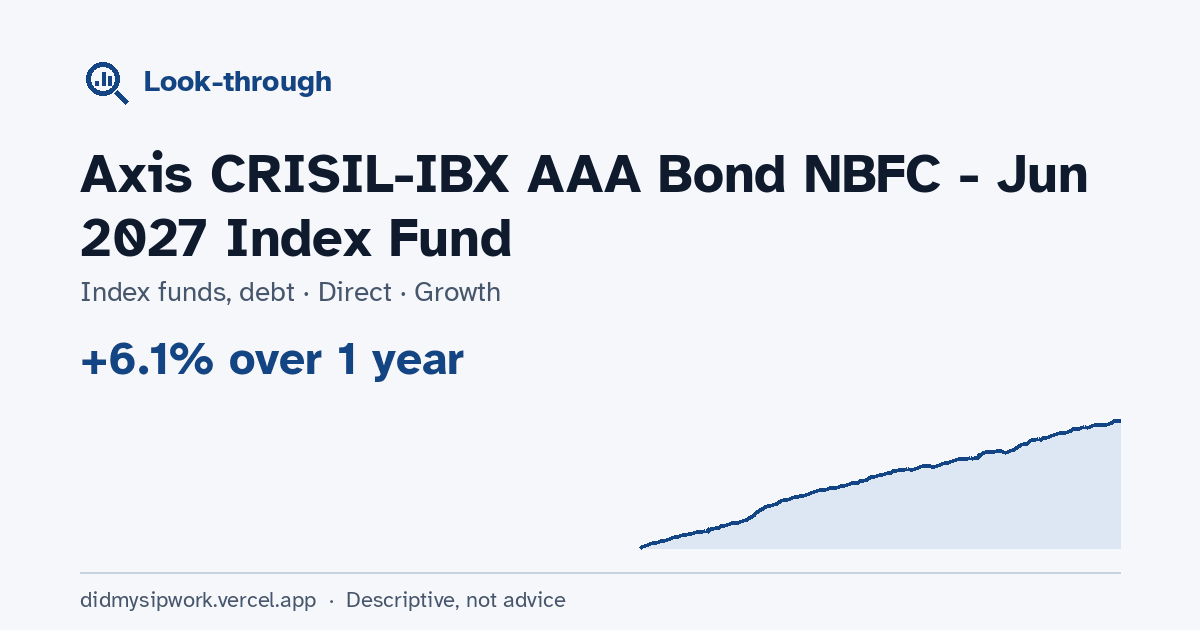 Look-through
Axis CRISIL-IBX AAA Bond NBFC - Jun
2027 Index Fund
Index funds, debt · Direct · Growth
+6.1% over 1 year
didmysipwork.vercel.app · Descriptive, not advice